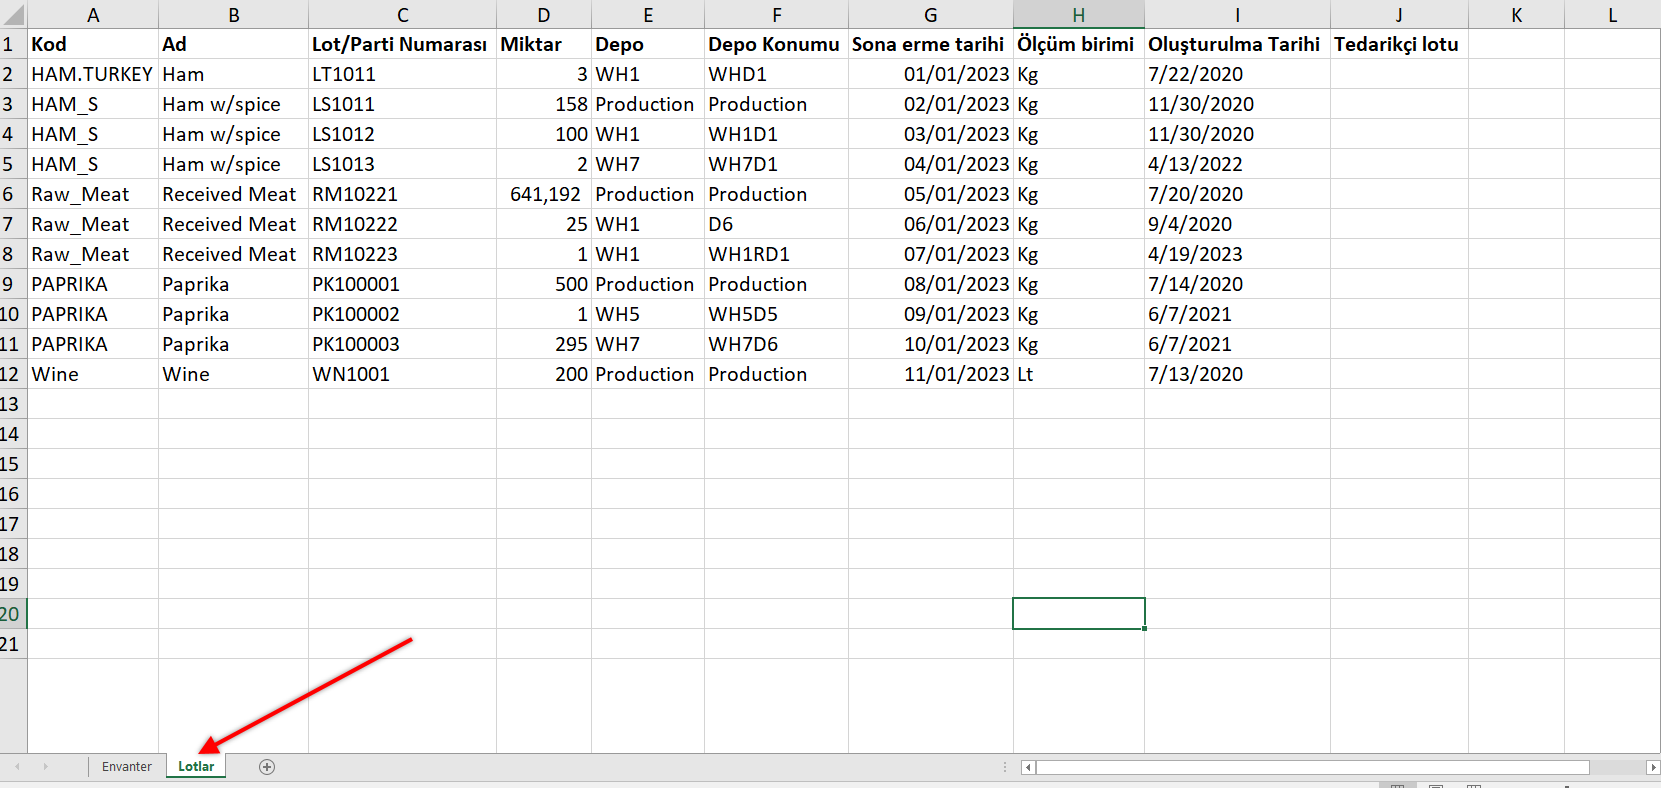 A B C D E F G H I J K L
1 Kod Ad Lot/Parti Numarası Miktar Depo Depo Konumu Sona erme tarihi Ölçüm birimi Oluşturulma Tarihi Tedarikçi lotu
2 HAM.TURKEY Ham LT1011 3 WH1 WHD1 01/01/2023 Kg 7/22/2020
3 HAM_S Ham w/spice LS1011 158 Production Production 02/01/2023 Kg 11/30/2020
4 HAM_S Ham w/spice LS1012 100 WH1 WH1D1 03/01/2023 Kg 11/30/2020
5 HAM_S Ham w/spice LS1013 2 WH7 WH7D1 04/01/2023 Kg 4/13/2022
6 Raw_Meat Received Meat RM10221 641,192 Production Production 05/01/2023 Kg 7/20/2020
7 Raw_Meat Received Meat RM10222 25 WH1 D6 06/01/2023 Kg 9/4/2020
8 Raw_Meat Received Meat RM10223 1 WH1 WH1RD1 07/01/2023 Kg 4/19/2023
9 PAPRIKA Paprika PK100001 500 Production Production 08/01/2023 Kg 7/14/2020
10 PAPRIKA Paprika PK100002 1 WH5 WH5D5 09/01/2023 Kg 6/7/2021
11 PAPRIKA Paprika PK100003 295 WH7 WH7D6 10/01/2023 Kg 6/7/2021
12 Wine Wine WN1001 200 Production Production 11/01/2023 Lt 7/13/2020
13
14
15
16
17
18
19
20
21
Envanter Lotlar